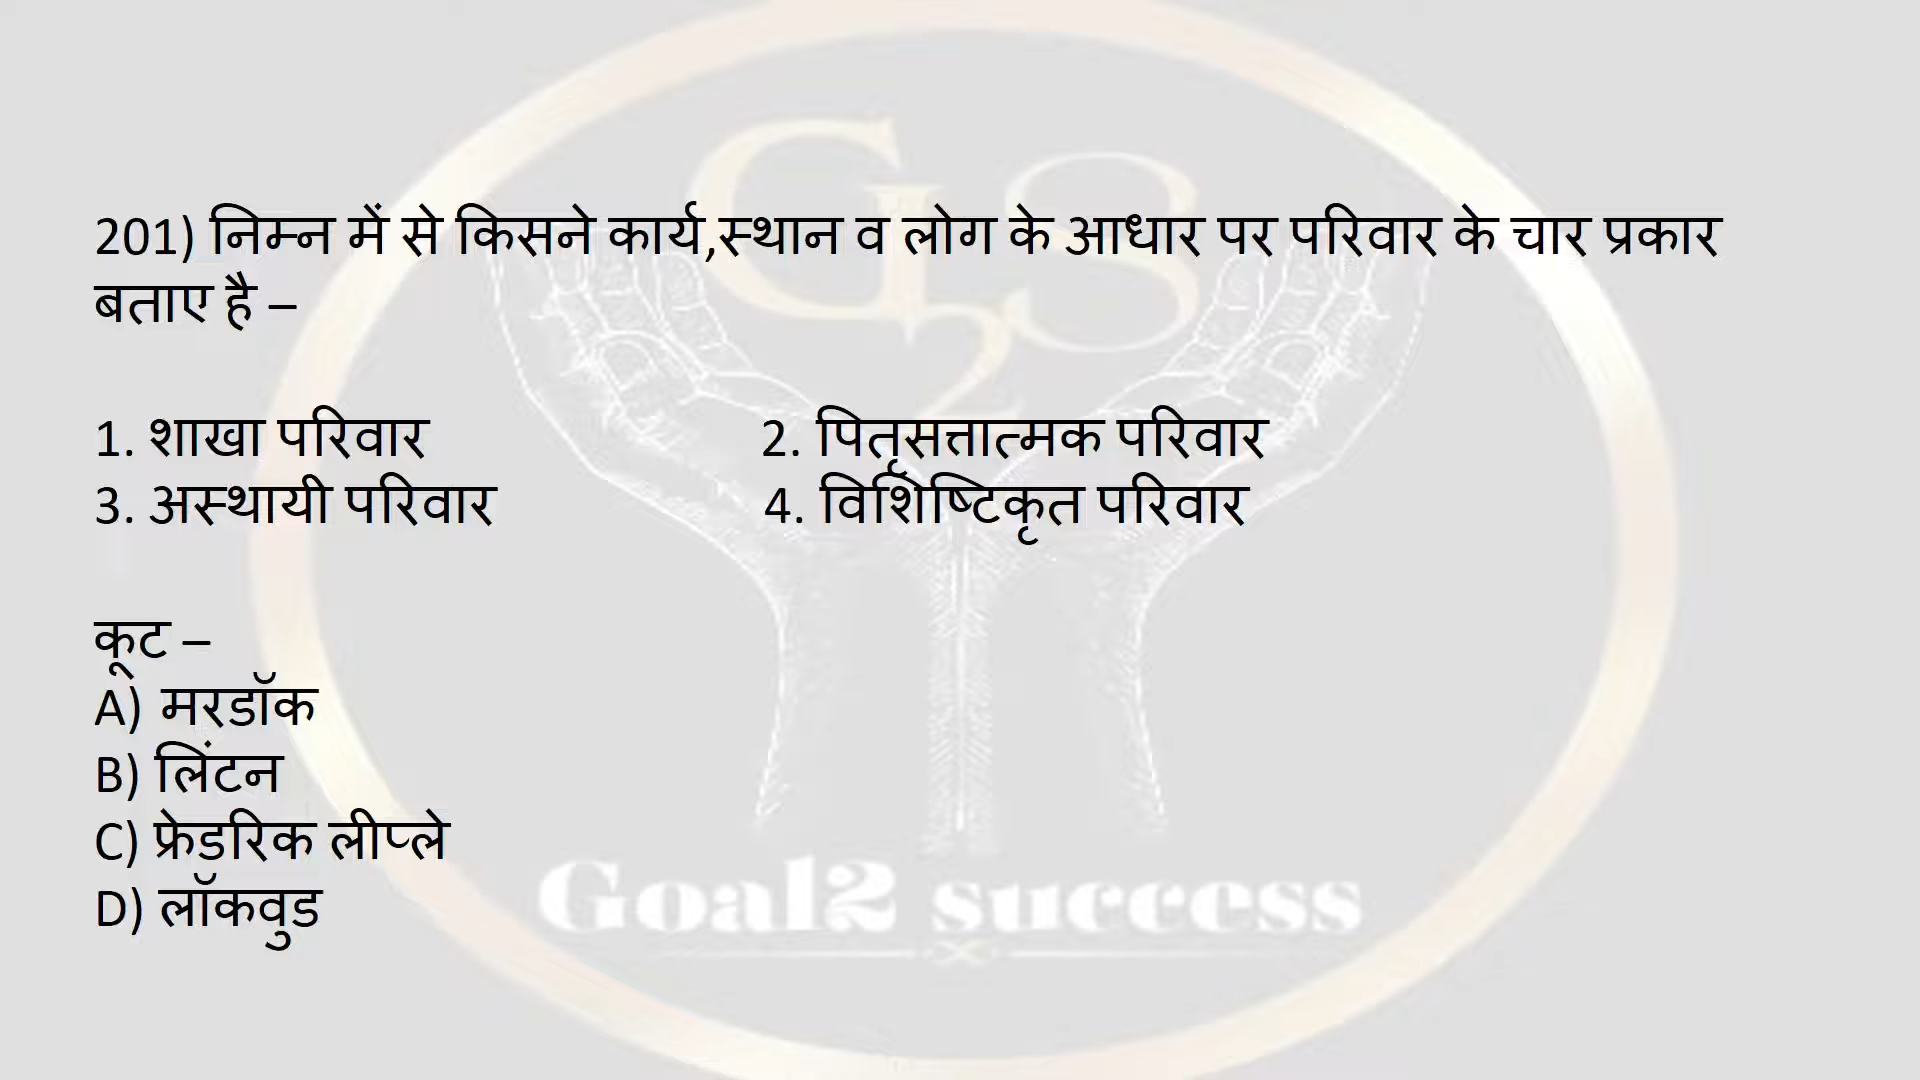 201) निम्न में से किसने कार्य,स्थान व लोग के आधार पर परिवार के चार प्रकार
बताए है –
1. शाखा परिवार 2. पितृसत्तात्मक परिवार
3. अस्थायी परिवार 4. विशिष्टिकृत परिवार
कूट –
A) मरडॉक
B) लिंटन
C) फ्रेडरिक लीप्ले
D) लॉकवुड
G2S
Goal2 success